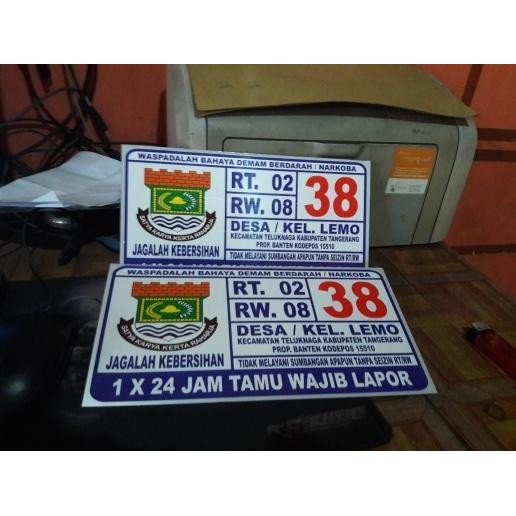 WASPADALAH BAHAYA DEMAM BERDARAH / NARKOBA
RT. 02
RW. 08
38
DESA / KEL. LEMO
KECAMATAN TELUKNAGA KABUPATEN TANGERANG
PROP. BANTEN KODEPOS 15510
SATYA KARYA KERTA RAHARJA
JAGALAH KEBERSIHAN
TIDAK MELAYANI SUMBANGAN APAPUN TANPA SEIZIN RT/RW
WASPADALAH BAHAYA DEMAM BERDARAH / NARKOBA
RT. 02
RW. 08
38
DESA / KEL. LEMO
KECAMATAN TELUKNAGA KABUPATEN TANGERANG
PROP. BANTEN KODEPOS 15510
SATYA KARYA KERTA RAHARJA
JAGALAH KEBERSIHAN
TIDAK MELAYANI SUMBANGAN APAPUN TANPA SEIZIN RT/RW
1 X 24 JAM TAMU WAJIB LAPOR